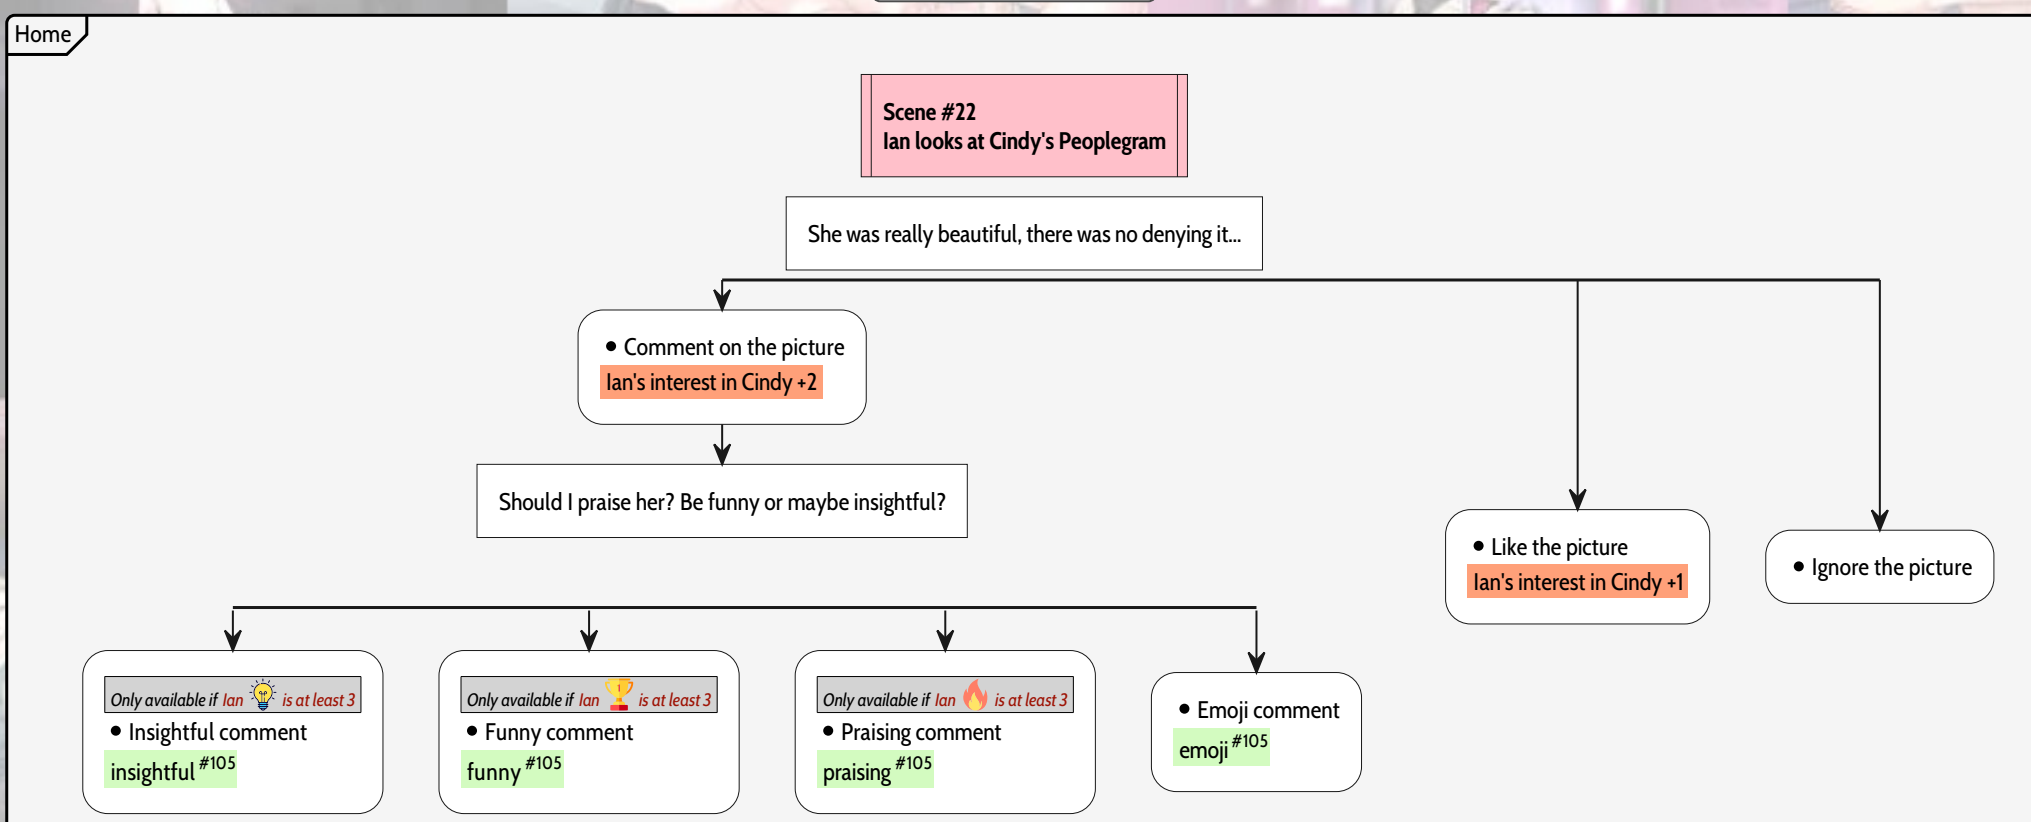 Home
Scene #22
Ian looks at Cindy's Peoplegram
She was really beautiful, there was no denying it...
• Comment on the picture
Ian's interest in Cindy +2
Should I praise her? Be funny or maybe insightful?
• Like the picture
Ian's interest in Cindy +1
• Ignore the picture
Only available if Ian is at least 3
• Insightful comment
insightful #105
Only available if Ian is at least 3
• Funny comment
funny #105
Only available if Ian is at least 3
• Praising comment
praising #105
• Emoji comment
emoji #105